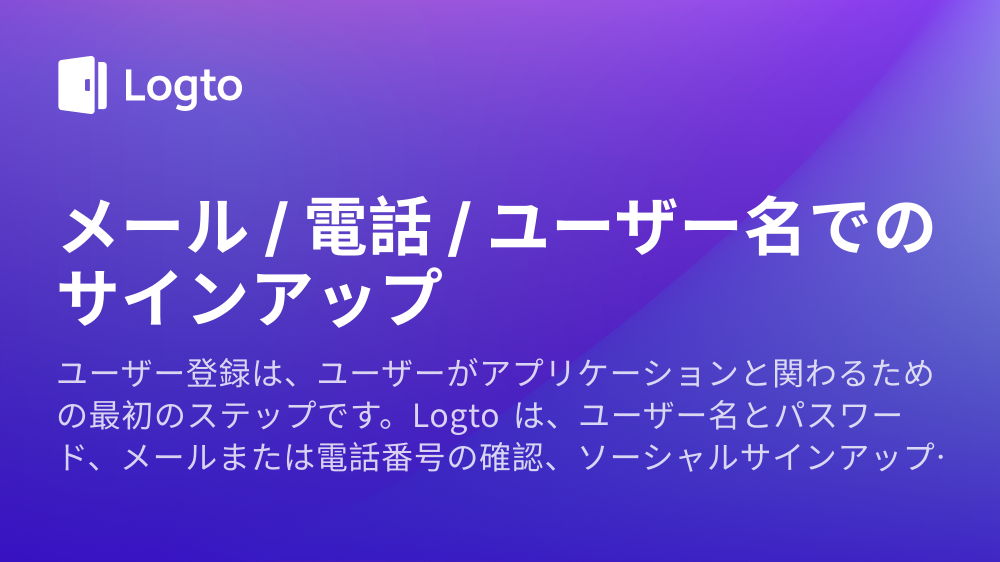 Logto
メール / 電話 / ユーザー名での
サインアップ
ユーザー登録は、ユーザーがアプリケーションと関わるため
の最初のステップです。Logto は、ユーザー名とパスワー
ド、メールまたは電話番号の確認、ソーシャルサインアップ·